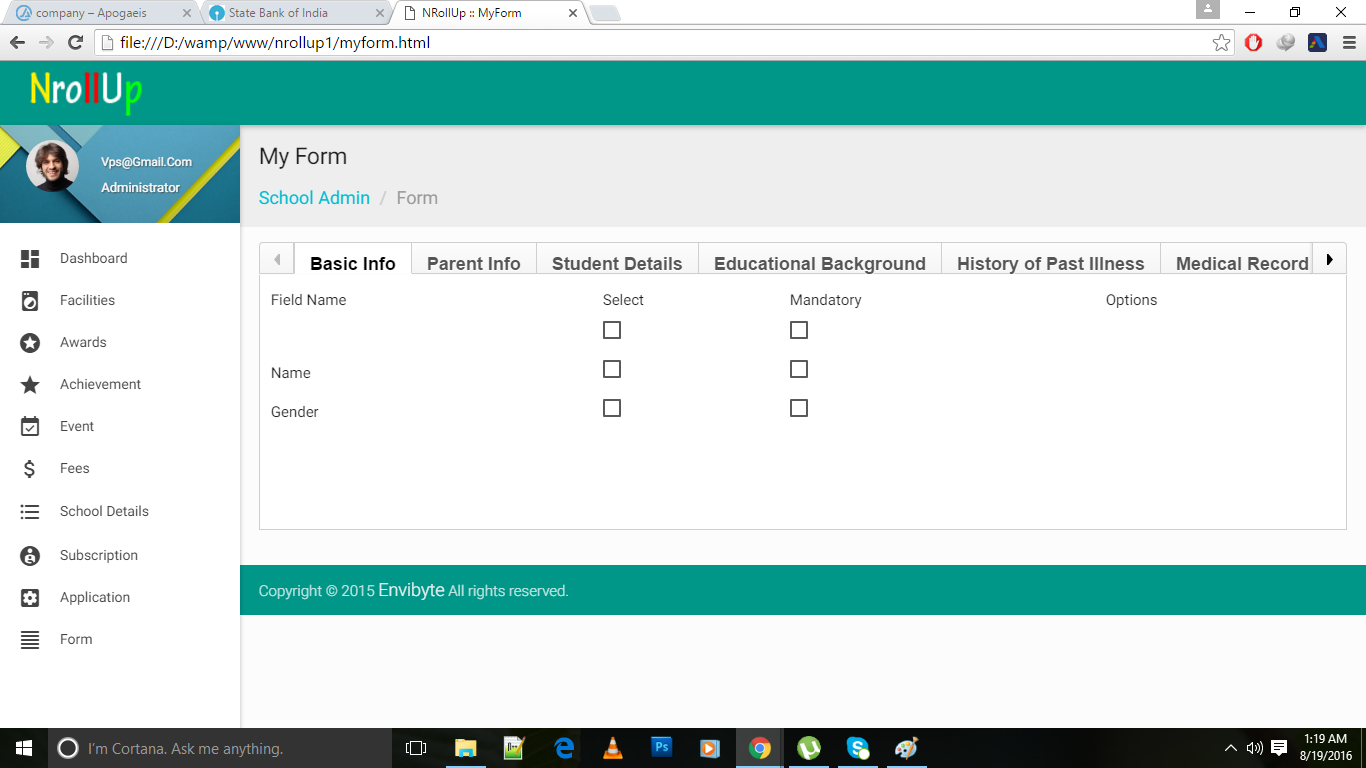 company – Apogaeis
State Bank of India
NRollUp :: MyForm
file:///D:/wamp/www/nrollup1/myform.html
NrollUp
Vps@Gmail.Com
Administrator
My Form
School Admin / Form
Dashboard
Facilities
Awards
Achievement
Event
Fees
School Details
Subscription
Application
Form
Basic Info
Parent Info
Student Details
Educational Background
History of Past Illness
Medical Record
Field Name
Select
Mandatory
Options
Name
Gender
Copyright © 2015 Envibyte All rights reserved.
I'm Cortana. Ask me anything.
Ps
1:19 AM
8/19/2016